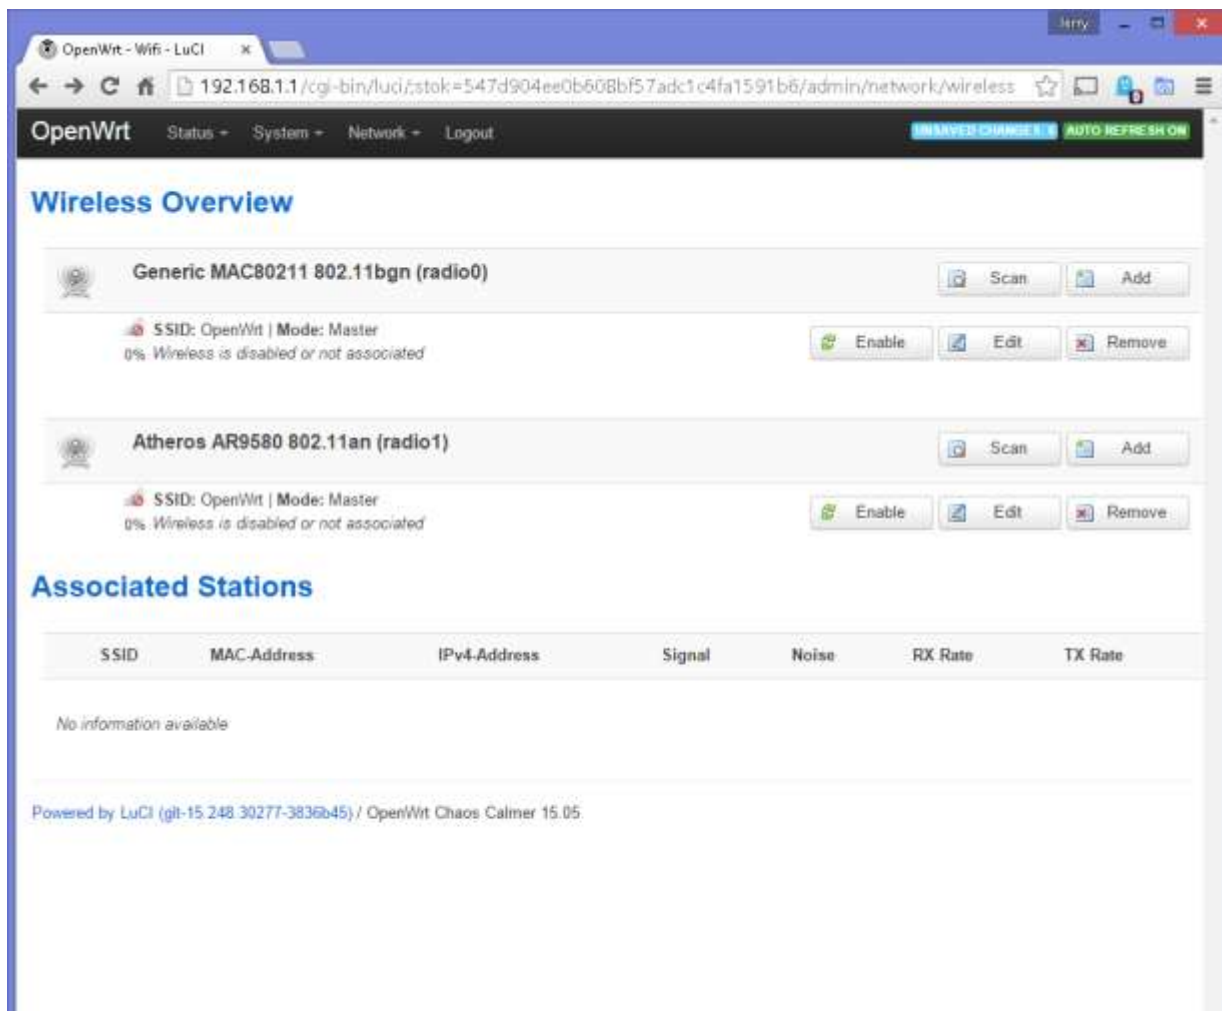 Jerry
OpenWrt - Wifi - LuCI
192.168.1.1/cgi-bin/luci/;stok=547d904ee0b608bf57adc1c4fa1591b6/admin/network/wireless
OpenWrt Status System Network Logout UNSAVED CHANGES: AUTO REFRESH ON
Wireless Overview
Generic MAC80211 802.11bgn (radio0) Scan Add
SSID: OpenWrt | Mode: Master
0% Wireless is disabled or not associated
Enable Edit Remove
Atheros AR9580 802.11an (radio1) Scan Add
SSID: OpenWrt | Mode: Master
0% Wireless is disabled or not associated
Enable Edit Remove
Associated Stations
SSID MAC-Address IPv4-Address Signal Noise RX Rate TX Rate
No information available
Powered by LuCI (git-15.248.30277-3836b45) / OpenWrt Chaos Calmer 15.05